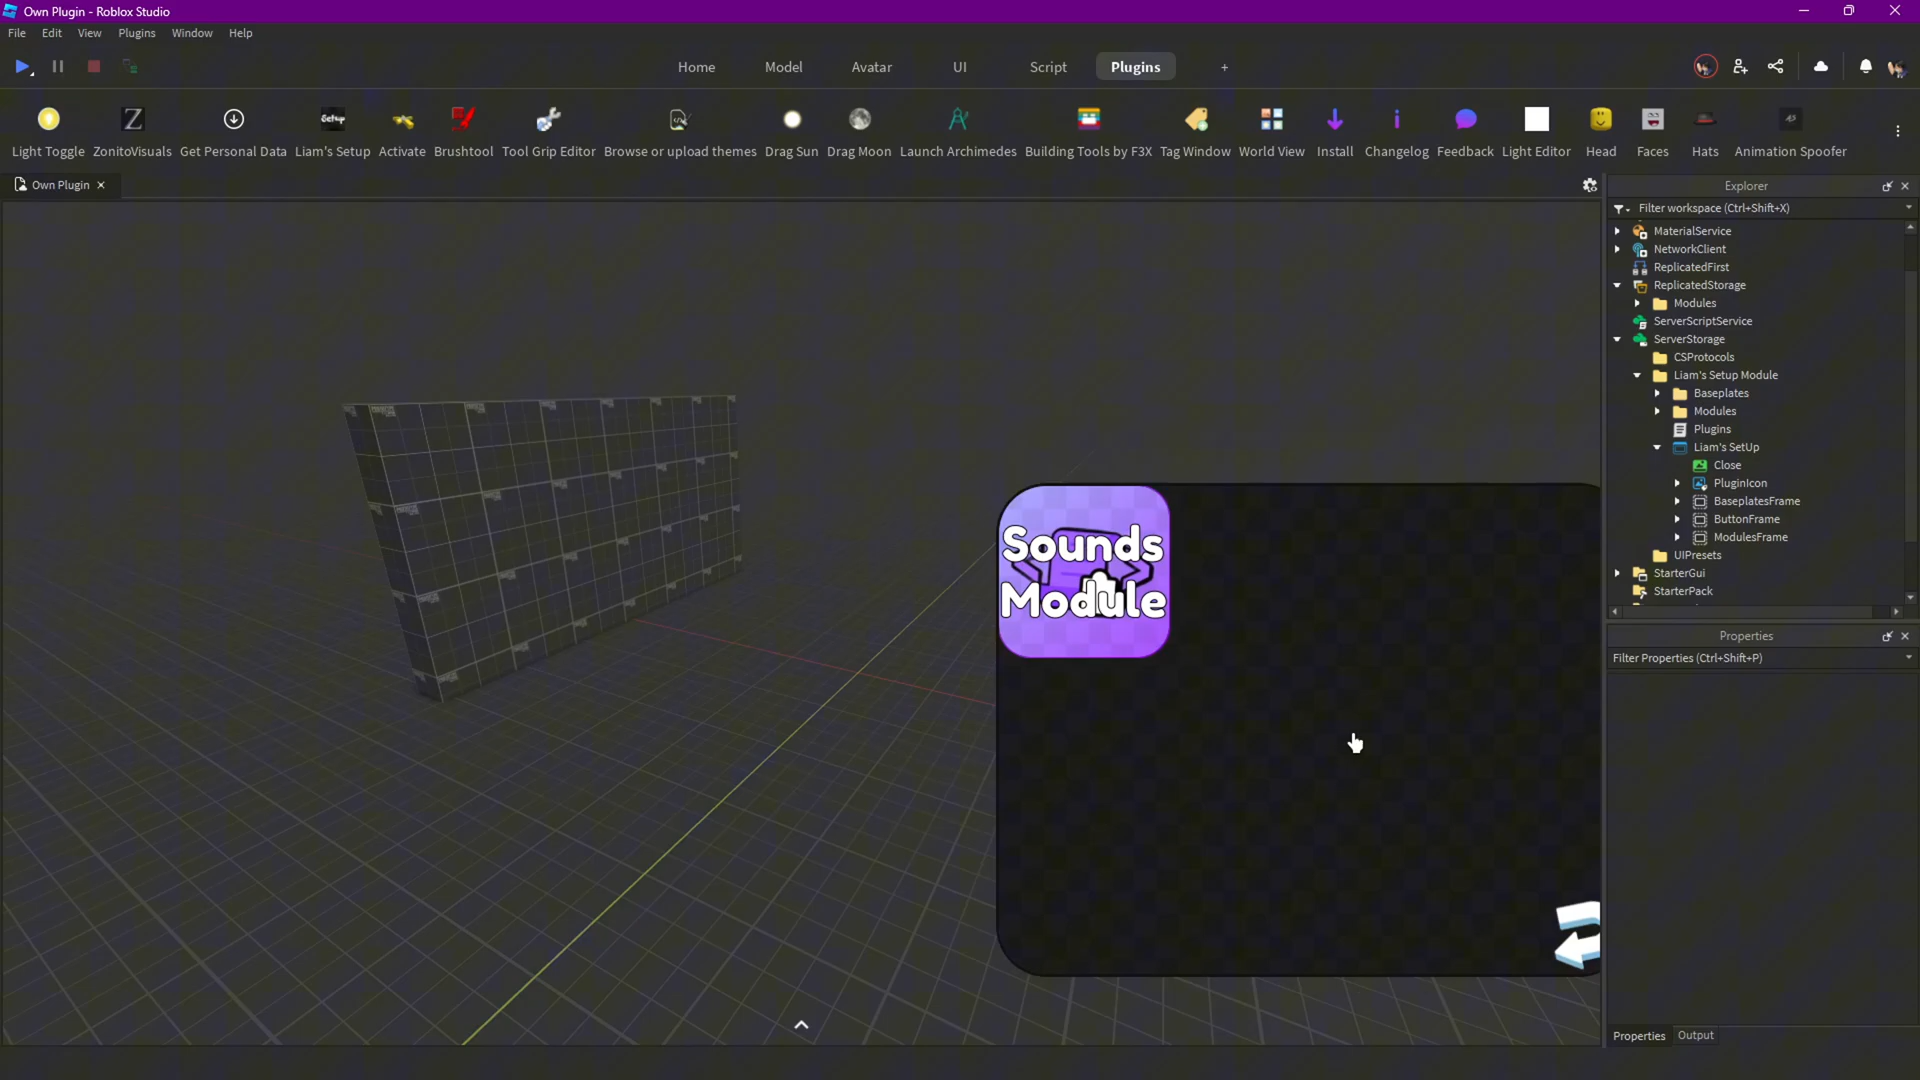 Own Plugin - Roblox Studio
File Edit View Plugins Window Help
Home Model Avatar UI Script Plugins +
Setup
Light Toggle ZonitoVisuals Get Personal Data Liam's Setup Activate Brushtool Tool Grip Editor Browse or upload themes Drag Sun Drag Moon Launch Archimedes Building Tools by F3X Tag Window World View Install Changelog Feedback Light Editor Head Faces Hats Animation Spoofer
Own Plugin
Explorer
Filter workspace (Ctrl+Shift+X)
MaterialService
NetworkClient
ReplicatedFirst
ReplicatedStorage
Modules
ServerScriptService
ServerStorage
CSProtocols
Liam's Setup Module
Baseplates
Modules
Plugins
Liam's SetUp
Close
PluginIcon
BaseplatesFrame
ButtonFrame
ModulesFrame
UIPresets
StarterGui
StarterPack
Sounds
Module
Properties
Filter Properties (Ctrl+Shift+P)
Properties Output